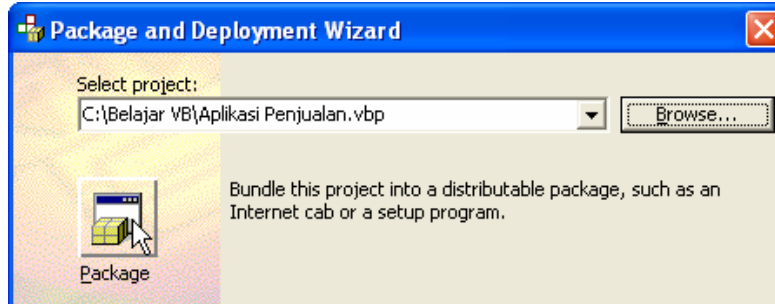 Package and Deployment Wizard
Select project:
C:\Belajar VB\Aplikasi Penjualan.vbp
Browse...
Bundle this project into a distributable package, such as an
Internet cab or a setup program.
Package